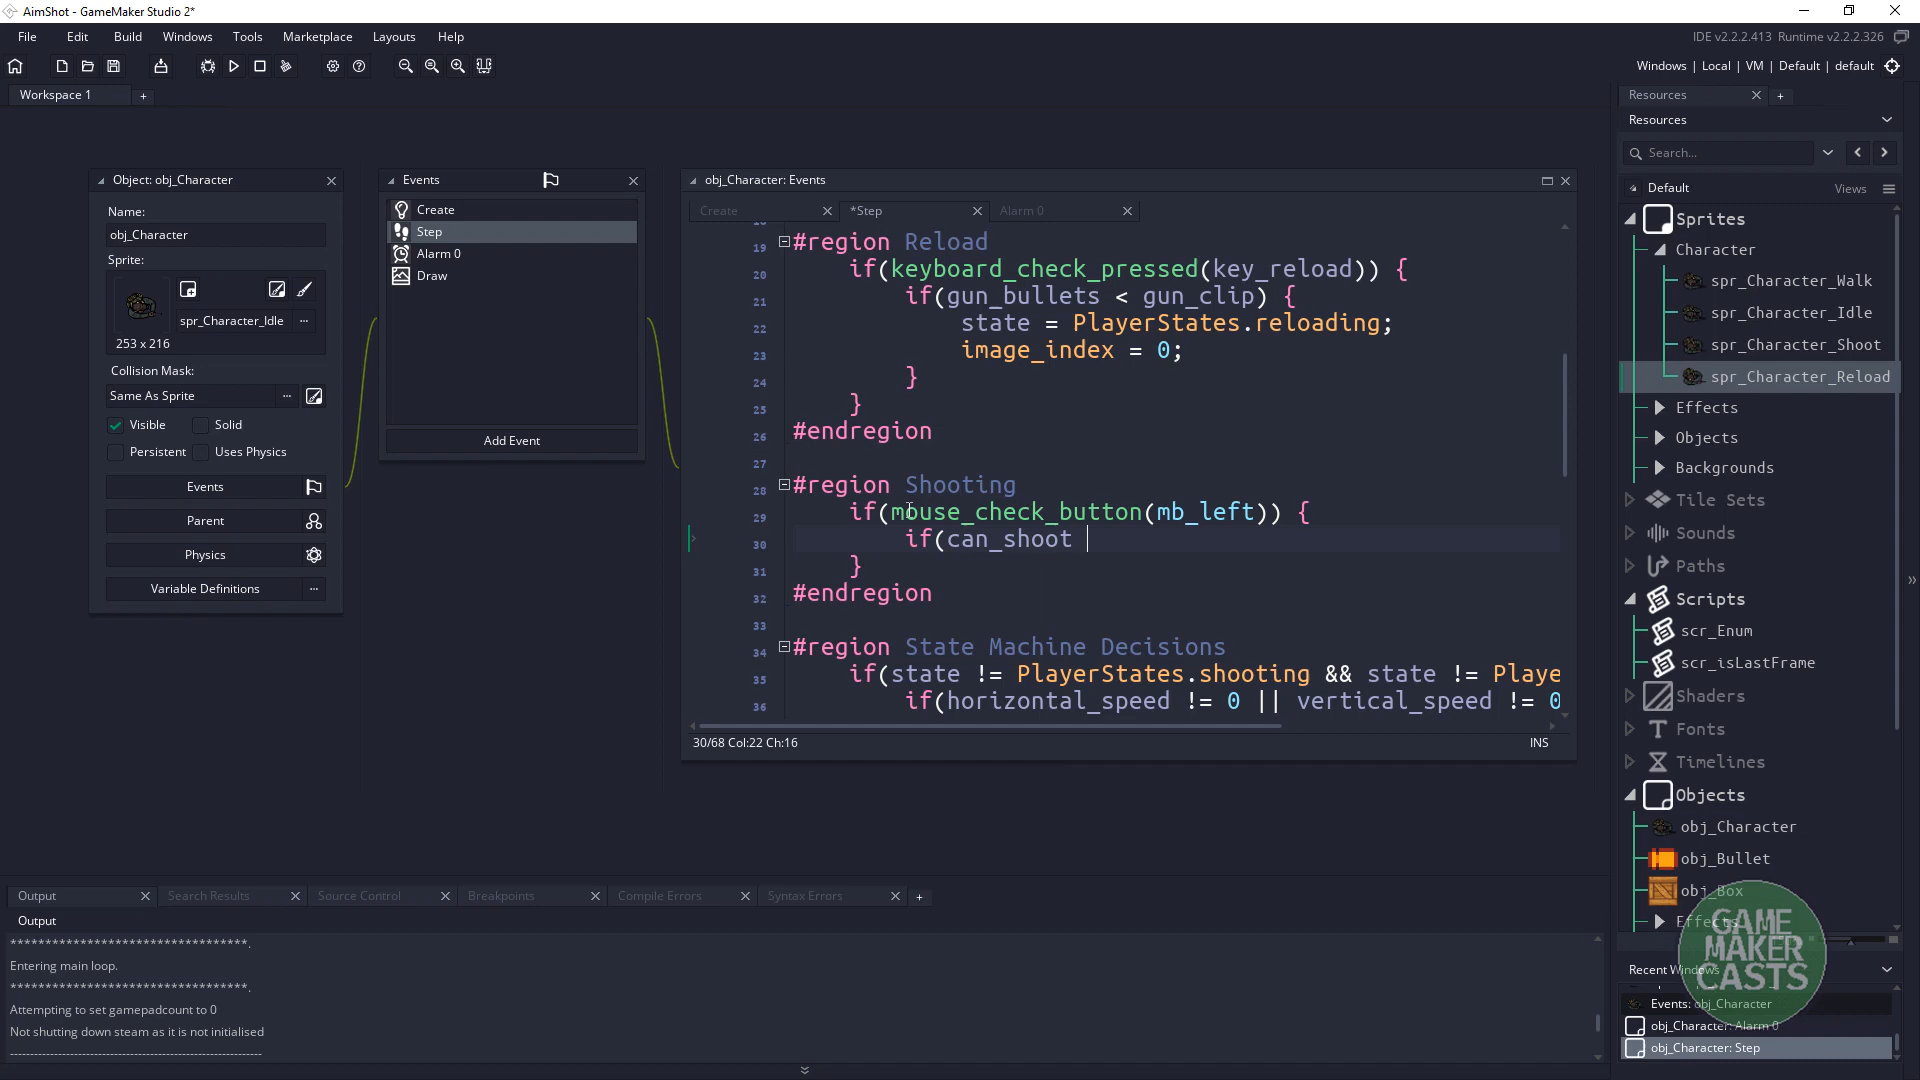 AimShot - GameMaker Studio 2*
File Edit Build Windows Tools Marketplace Layouts Help
IDE v2.2.2.413 Runtime v2.2.2.326
Windows | Local | VM | Default | default
Workspace 1
Object: obj_Character
Name:
obj_Character
Sprite:
spr_Character_Idle
253 x 216
Collision Mask:
Same As Sprite
Visible Solid
Persistent Uses Physics
Events
Parent
Physics
Variable Definitions
Events
Create
Step
Alarm 0
Draw
Add Event
obj_Character: Events
Create *Step Alarm 0
19 #region Reload
20 if(keyboard_check_pressed(key_reload)) {
21 if(gun_bullets < gun_clip) {
22 state = PlayerStates.reloading;
23 image_index = 0;
24 }
25 }
26 #endregion
27
28 #region Shooting
29 if(mouse_check_button(mb_left)) {
30 if(can_shoot
31 }
32 #endregion
33
34 #region State Machine Decisions
35 if(state != PlayerStates.shooting && state != Playe
36 if(horizontal_speed != 0 || vertical_speed != 0
30/68 Col:22 Ch:16 INS
Resources
Resources
Search...
Default Views
Sprites
Character
spr_Character_Walk
spr_Character_Idle
spr_Character_Shoot
spr_Character_Reload
Effects
Objects
Backgrounds
Tile Sets
Sounds
Paths
Scripts
scr_Enum
scr_isLastFrame
Shaders
Fonts
Timelines
Objects
obj_Character
obj_Bullet
obj_Box
Effects
GAME
MAKER
CASTS
Recent Windows
Events: obj_Character
obj_Character: Alarm 0
obj_Character: Step
Output Search Results Source Control Breakpoints Compile Errors Syntax Errors
Output
**********************************.
Entering main loop.
**********************************.
Attempting to set gamepadcount to 0
Not shutting down steam as it is not initialised